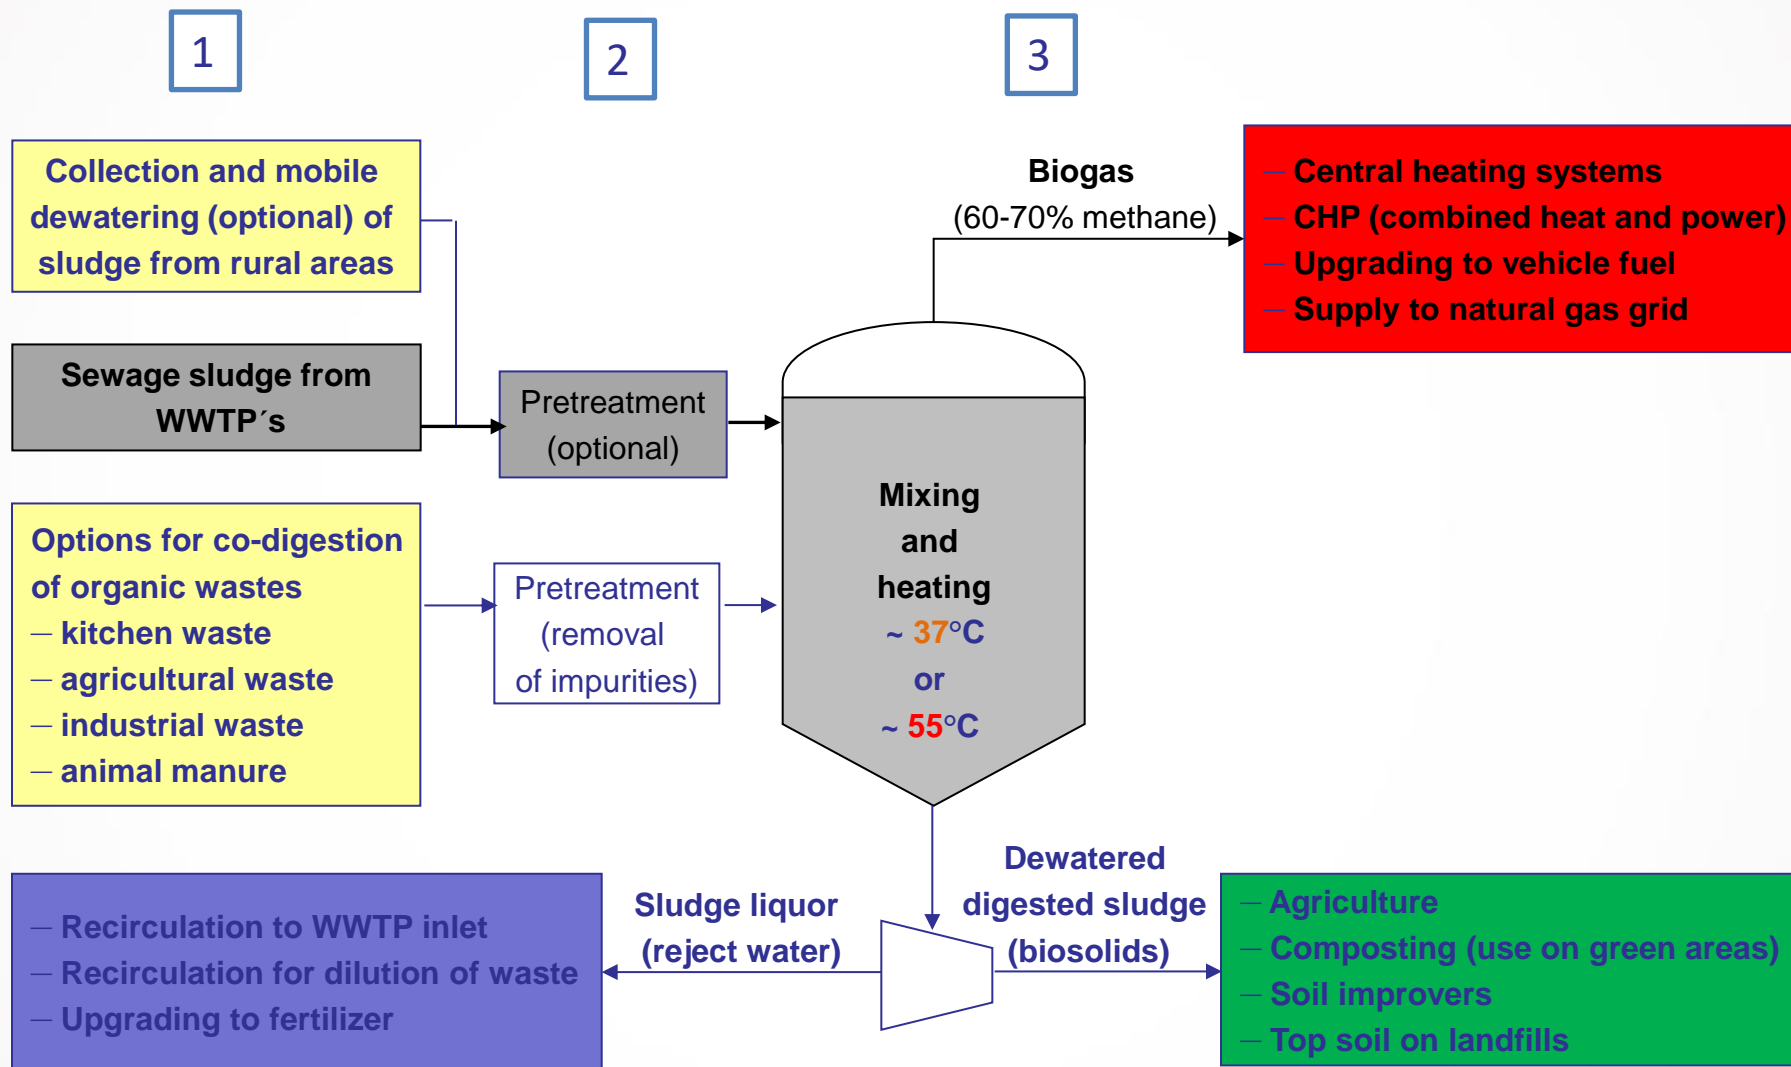 1
2
3
Collection and mobile
dewatering (optional) of
sludge from rural areas
Sewage sludge from
WWTP´s
Options for co-digestion
of organic wastes
— kitchen waste
— agricultural waste
— industrial waste
— animal manure
Pretreatment
(optional)
Pretreatment
(removal
of impurities)
Biogas
(60-70% methane)
Mixing
and
heating
~ 37°C
or
~ 55°C
— Central heating systems
— CHP (combined heat and power)
— Upgrading to vehicle fuel
— Supply to natural gas grid
— Recirculation to WWTP inlet
— Recirculation for dilution of waste
— Upgrading to fertilizer
Sludge liquor
(reject water)
Dewatered
digested sludge
(biosolids)
— Agriculture
— Composting (use on green areas)
— Soil improvers
— Top soil on landfills